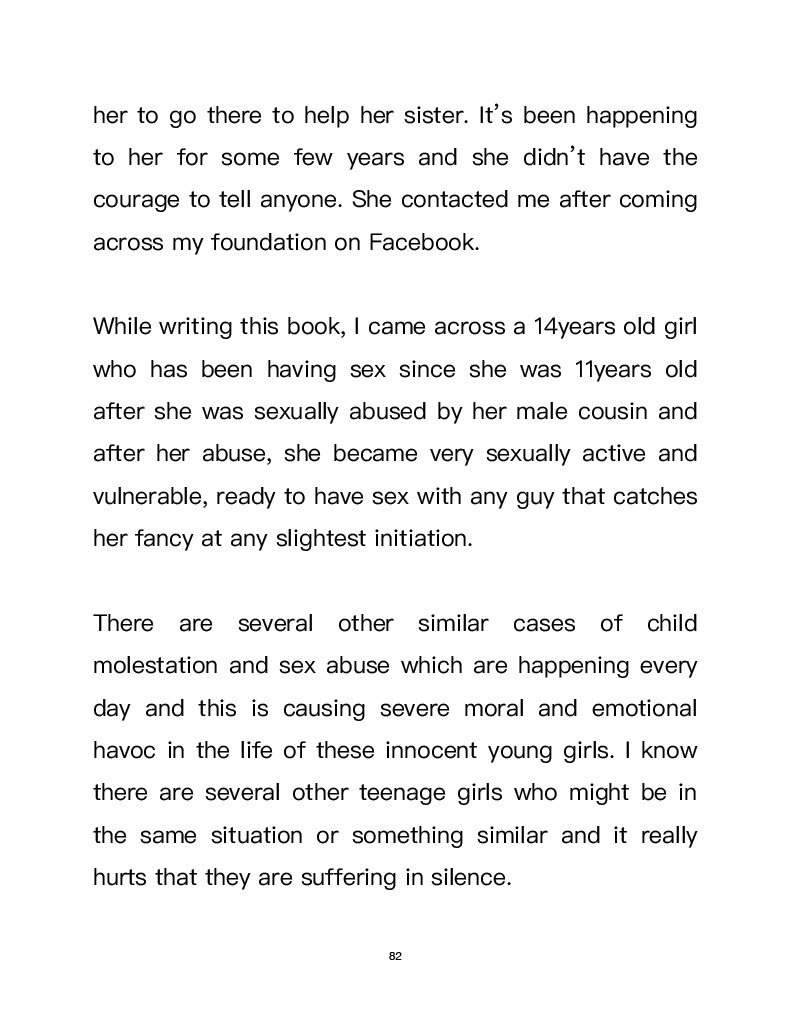 her to go there to help her sister. It’s been happening
to her for some few years and she didn’t have the
courage to tell anyone. She contacted me after coming
across my foundation on Facebook.
While writing this book, I came across a 14years old girl
who has been having sex since she was 11years old
after she was sexually abused by her male cousin and
after her abuse, she became very sexually active and
vulnerable, ready to have sex with any guy that catches
her fancy at any slightest initiation.
There are several other similar cases of child
molestation and sex abuse which are happening every
day and this is causing severe moral and emotional
havoc in the life of these innocent young girls. I know
there are several other teenage girls who might be in
the same situation or something similar and it really
hurts that they are suffering in silence.
82